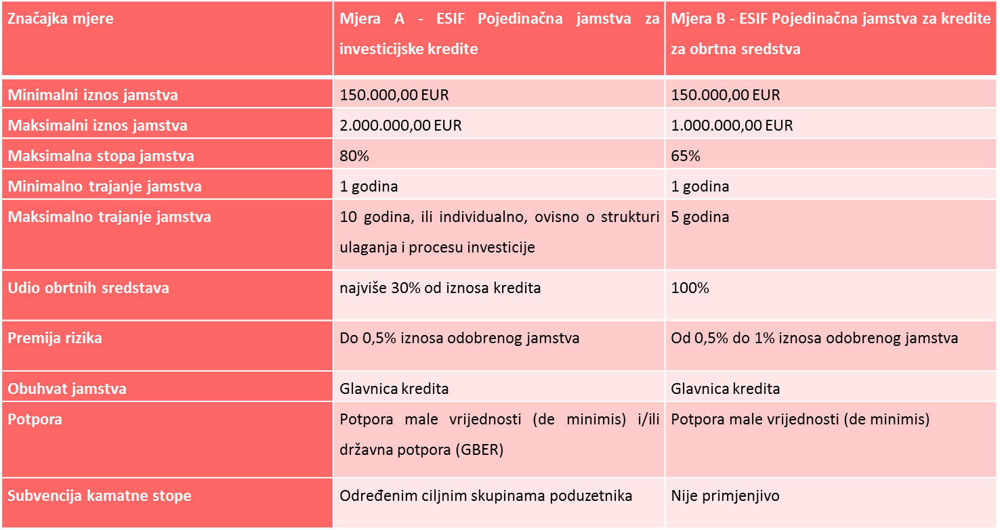 Značajka mjere
Mjera A - ESIF Pojedinačna jamstva za
investicijske kredite
Mjera B - ESIF Pojedinačna jamstva za kredite
za obrtna sredstva
Minimalni iznos jamstva
150.000,00 EUR
150.000,00 EUR
Maksimalni iznos jamstva
2.000.000,00 EUR
1.000.000,00 EUR
Maksimalna stopa jamstva
80%
65%
Minimalno trajanje jamstva
1 godina
1 godina
Maksimalno trajanje jamstva
10 godina, ili individualno, ovisno o strukturi
ulaganja i procesu investicije
5 godina
Udio obrtnih sredstava
najviše 30% od iznosa kredita
100%
Premija rizika
Do 0,5% iznosa odobrenog jamstva
Od 0,5% do 1% iznosa odobrenog jamstva
Obuhvat jamstva
Glavnica kredita
Glavnica kredita
Potpora
Potpora male vrijednosti (de minimis) i/ili
državna potpora (GBER)
Potpora male vrijednosti (de minimis)
Subvencija kamatne stope
Određenim ciljnim skupinama poduzetnika
Nije primjenjivo